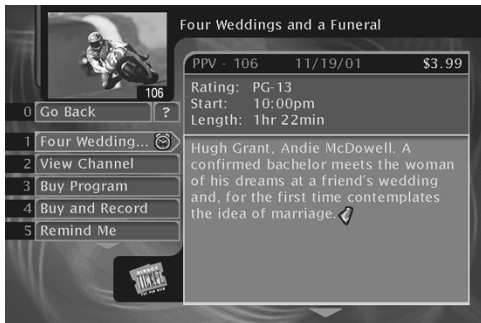 Four Weddings and a Funeral
106
PPV - 106 11/19/01 $3.99
Rating: PG-13
Start: 10:00pm
Length: 1hr 22min
0 Go Back ?
1 Four Wedding...
2 View Channel
3 Buy Program
4 Buy and Record
5 Remind Me
Hugh Grant, Andie McDowell. A
confirmed bachelor meets the woman
of his dreams at a friend's wedding
and, for the first time contemplates
the idea of marriage.
DIRECT
TICKET